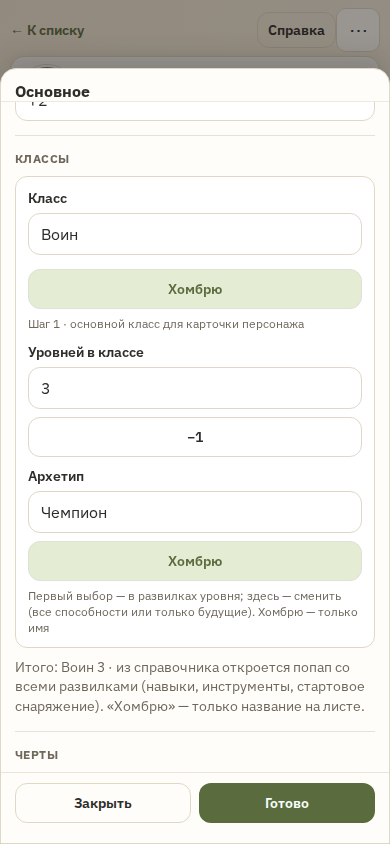 ← К списку
Справка
···
Основное
+2
КЛАССЫ
Класс
Воин
Хомбрю
Шаг 1 · основной класс для карточки персонажа
Уровней в классе
3
−1
Архетип
Чемпион
Хомбрю
Первый выбор — в развилках уровня; здесь — сменить
(все способности или только будущие). Хомбрю — только
имя
Итого: Воин 3 · из справочника откроется попап со
всеми развилками (навыки, инструменты, стартовое
снаряжение). «Хомбрю» — только название на листе.
ЧЕРТЫ
Закрыть
Готово